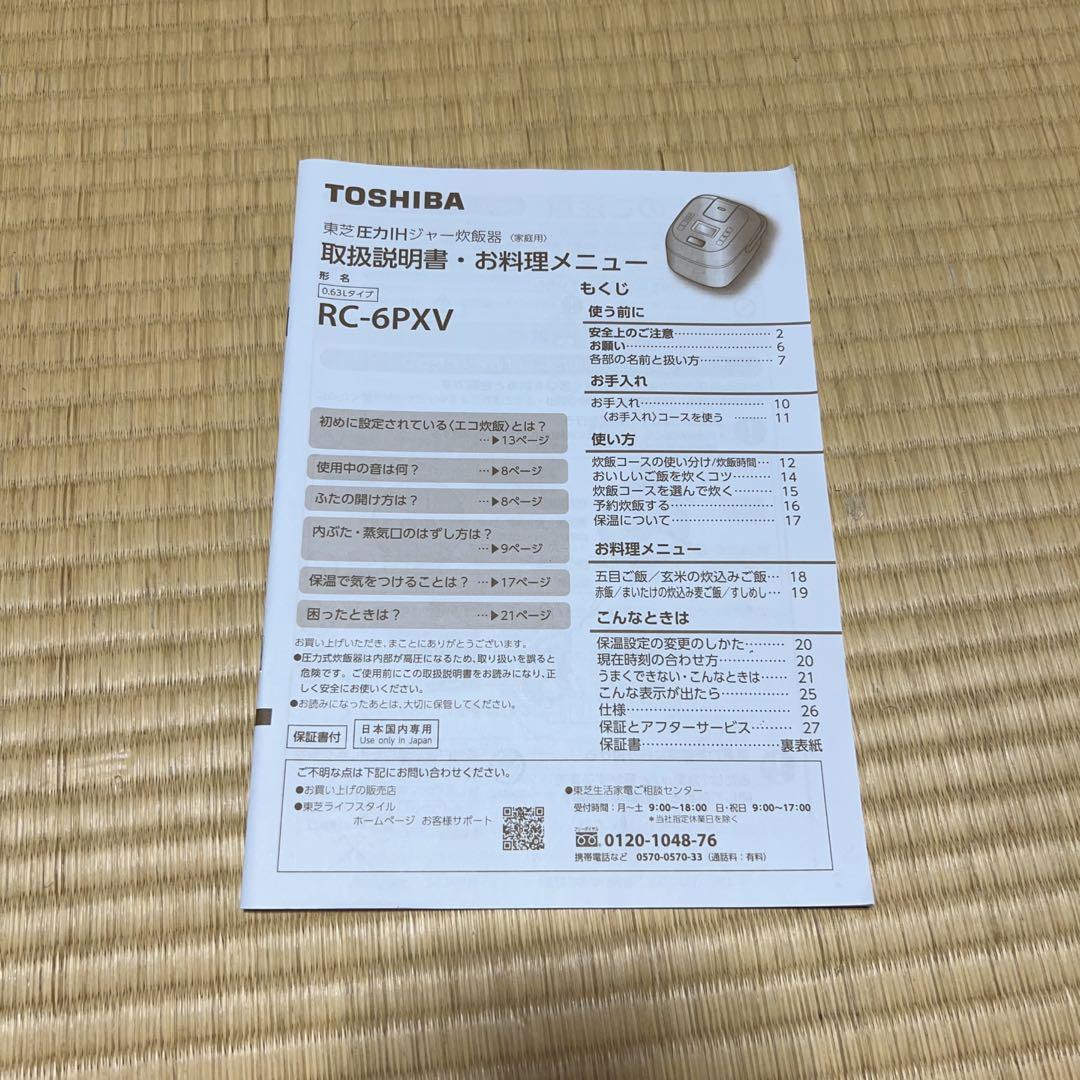 TOSHIBA
東芝圧力IHジャー炊飯器〈家庭用〉
取扱説明書・お料理メニュー
形 名
0.63Lタイプ
RC-6PXV
初めに設定されている〈エコ炊飯〉とは？
…▶13ページ
使用中の音は何？ …▶8ページ
ふたの開け方は？ …▶8ページ
内ぶた・蒸気口のはずし方は？
…▶9ページ
保温で気をつけることは？ …▶17ページ
困ったときは？ …▶21ページ
お買い上げいただき、まことにありがとうございます。
●圧力式炊飯器は内部が高圧になるため、取り扱いを誤ると
危険です。ご使用前にこの取扱説明書をお読みになり、正
しく安全にお使いください。
●お読みになったあとは、大切に保管してください。
保証書付
日本国内専用
Use only in Japan
もくじ
使う前に
安全上のご注意…………………… 2
お願い……………………………… 6
各部の名前と扱い方……………… 7
お手入れ
お手入れ…………………………… 10
〈お手入れ〉コースを使う ……… 11
使い方
炊飯コースの使い分け/炊飯時間… 12
おいしいご飯を炊くコツ……… 14
炊飯コースを選んで炊く……… 15
予約炊飯する…………………… 16
保温について…………………… 17
お料理メニュー
五目ご飯／玄米の炊込みご飯… 18
赤飯/まいたけの炊込み麦ご飯/すしめし… 19
こんなときは
保温設定の変更のしかた……… 20
現在時刻の合わせ方…………… 20
うまくできない・こんなときは…… 21
こんな表示が出たら…………… 25
仕様……………………………… 26
保証とアフターサービス……… 27
保証書…………………………裏表紙
ご不明な点は下記にお問い合わせください。
●お買い上げの販売店
●東芝ライフスタイル
ホームページ お客様サポート
●東芝生活家電ご相談センター
受付時間：月〜土 9:00〜18:00 日・祝日 9:00〜17:00
＊当社指定休業日を除く
フリーダイヤル
0120-1048-76
携帯電話など 0570-0570-33（通話料：有料）